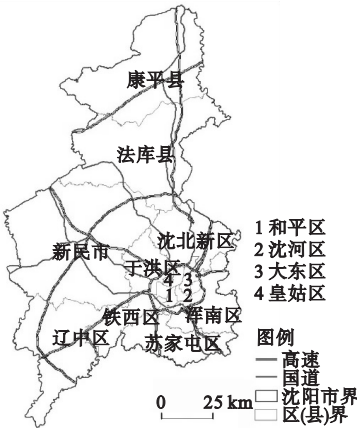 康平县
法库县
沈北新区
新民市
于洪区
4 3
1 2
铁西区
浑南区
辽中区
苏家屯区
1 和平区
2 沈河区
3 大东区
4 皇姑区
图例
高速
国道
沈阳市界
区(县)界
0 25 km